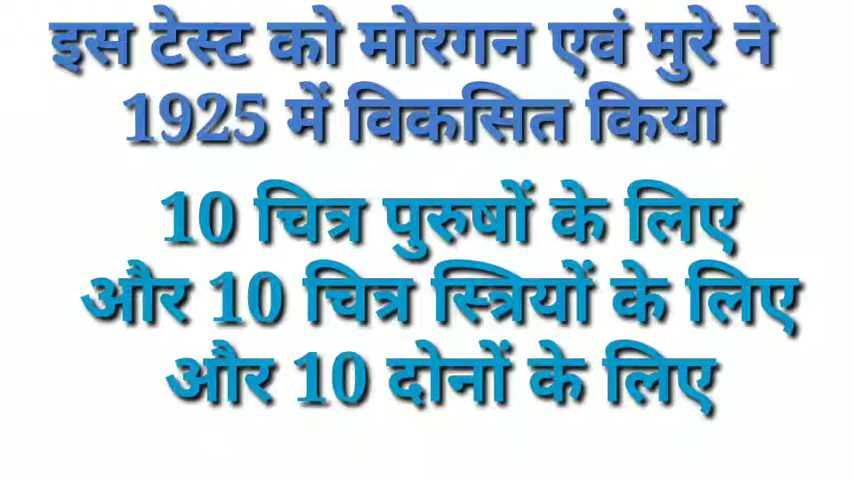 इस टेस्ट को मोरगन एवं मुरे ने
1925 में विकसित किया
10 चित्र पुरुषों के लिए
और 10 चित्र स्त्रियों के लिए
और 10 दोनों के लिए